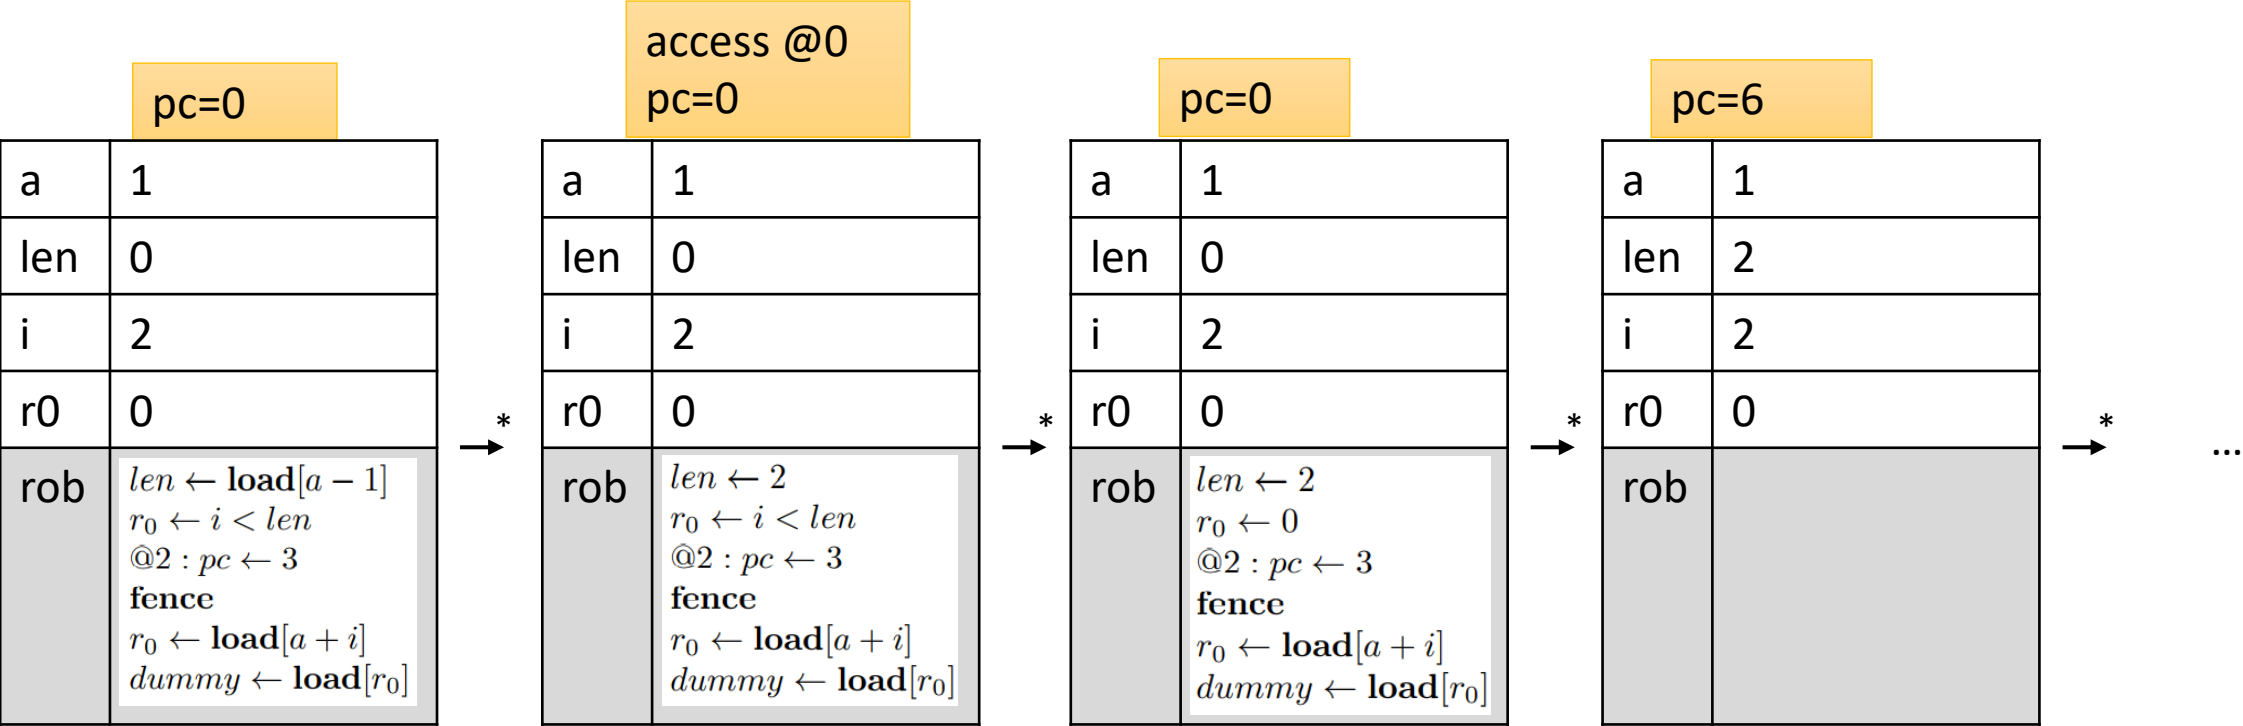 pc=0
a 1
len 0
i 2
r0 0
rob
len ← load[a − 1]
r₀ ← i < len
@2 : pc ← 3
fence
r₀ ← load[a + i]
dummy ← load[r₀]
→*
access @0
pc=0
a 1
len 0
i 2
r0 0
rob
len ← 2
r₀ ← i < len
@2 : pc ← 3
fence
r₀ ← load[a + i]
dummy ← load[r₀]
→*
pc=0
a 1
len 0
i 2
r0 0
rob
len ← 2
r₀ ← 0
@2 : pc ← 3
fence
r₀ ← load[a + i]
dummy ← load[r₀]
→*
pc=6
a 1
len 2
i 2
r0 0
rob
→*
...